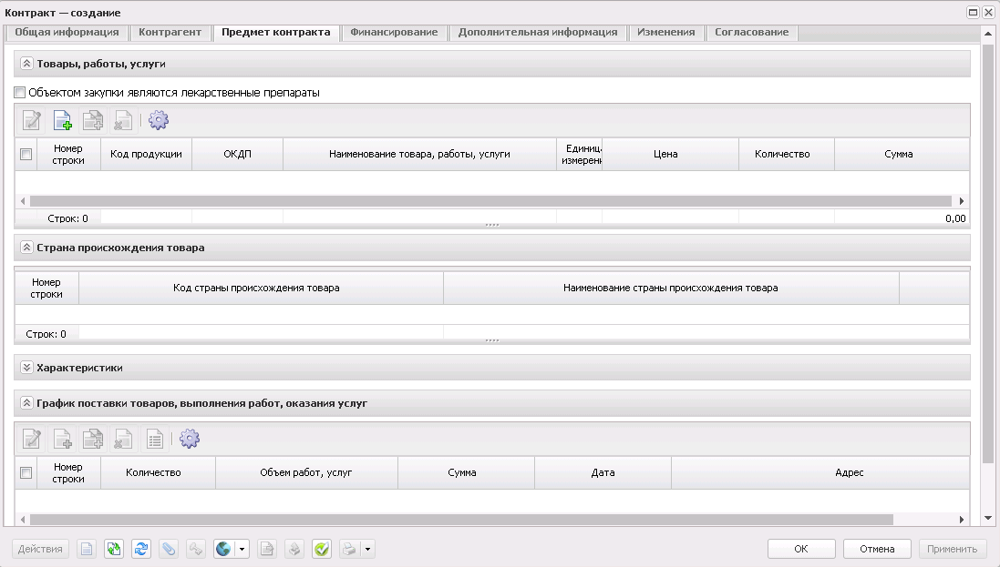 Контракт — создание
Общая информация Контрагент Предмет контракта Финансирование Дополнительная информация Изменения Согласование
Товары, работы, услуги
Объектом закупки являются лекарственные препараты
Номер строки Код продукции ОКДП Наименование товара, работы, услуги Единиц. измерен Цена Количество Сумма
Строк: 0 0,00
Страна происхождения товара
Номер строки Код страны происхождения товара Наименование страны происхождения товара
Строк: 0
Характеристики
График поставки товаров, выполнения работ, оказания услуг
Номер строки Количество Объем работ, услуг Сумма Дата Адрес
Действия ОК Отмена Применить